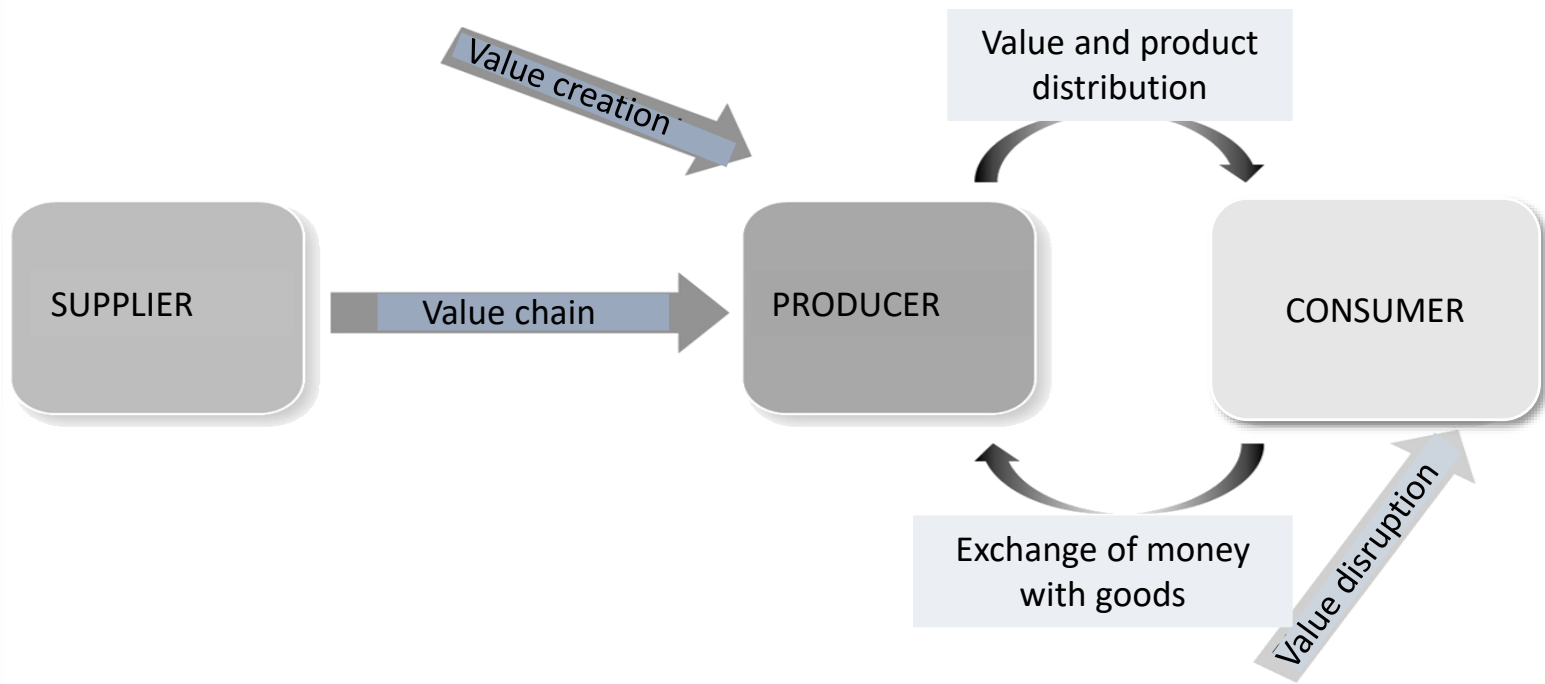 Value creation
Value and product
distribution
SUPPLIER
Value chain
PRODUCER
CONSUMER
Exchange of money
with goods
Value disruption